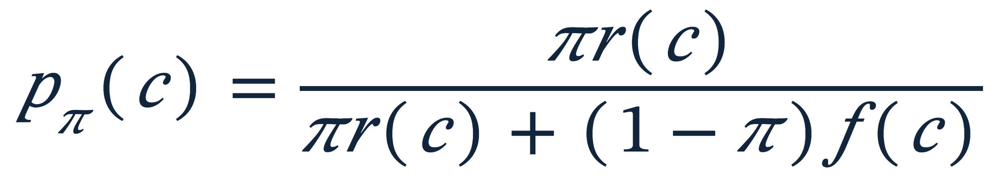 p_π(c) = πr(c) / (πr(c) + (1 − π)f(c))